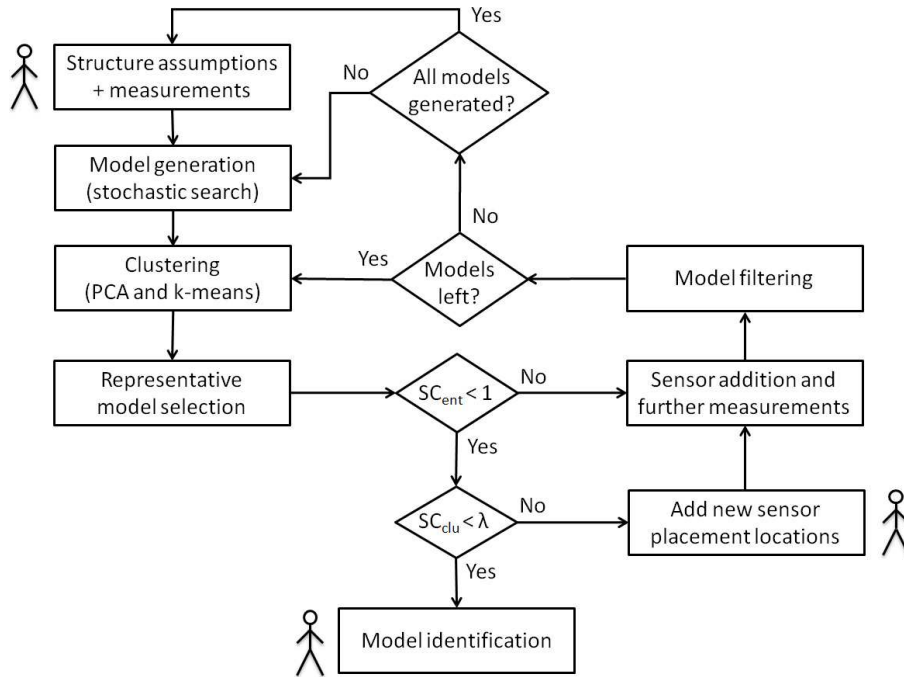 Yes
Structure assumptions
+ measurements
No
All models
generated?
Model generation
(stochastic search)
No
Clustering
(PCA and k-means)
Yes
Models
left?
Model filtering
Representative
model selection
SCent < 1
No
Sensor addition and
further measurements
Yes
SCclu < λ
No
Add new sensor
placement locations
Yes
Model identification